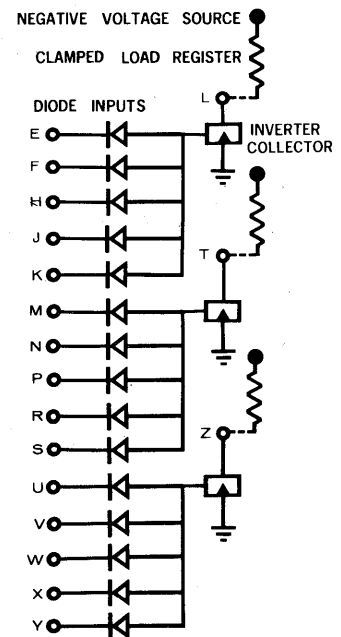 NEGATIVE VOLTAGE SOURCE
CLAMPED LOAD REGISTER
L
DIODE INPUTS
E
INVERTER
COLLECTOR
F
H
J
T
K
M
N
P
R
Z
S
U
V
W
X
Y